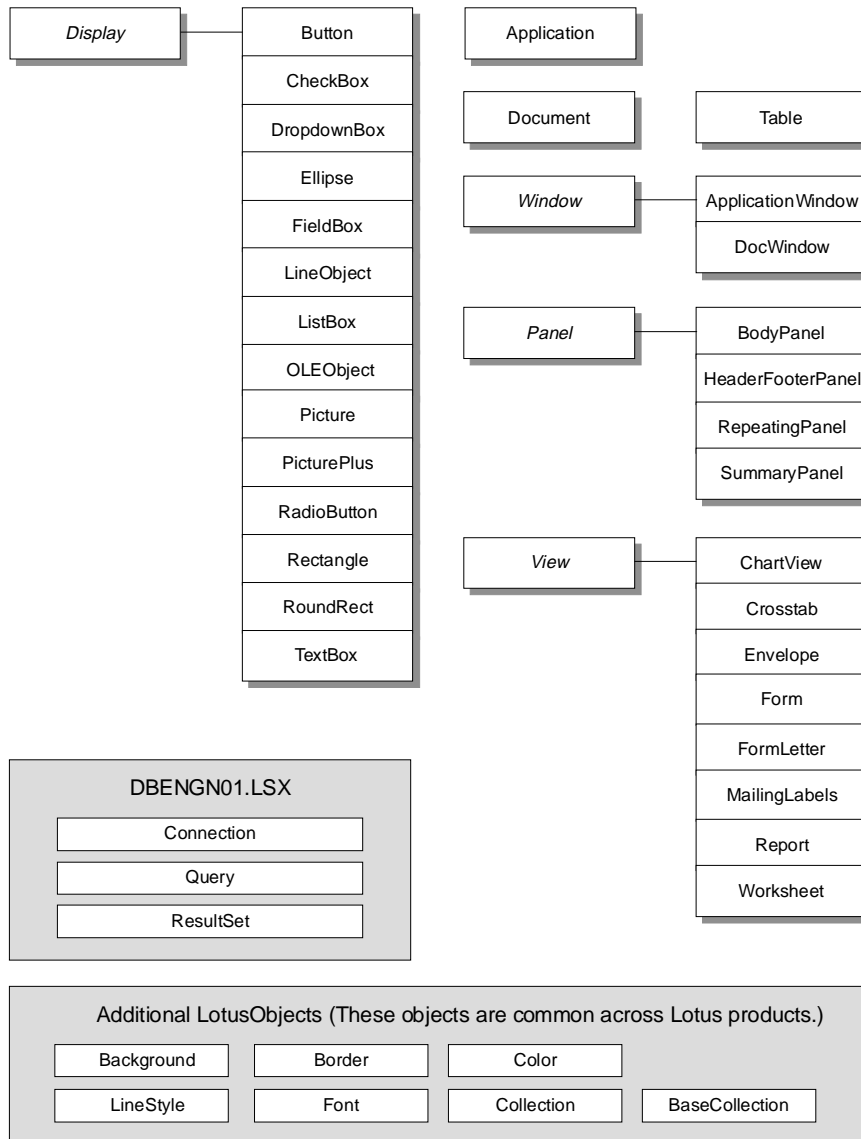 Display
Button
CheckBox
DropdownBox
Ellipse
FieldBox
LineObject
ListBox
OLEObject
Picture
PicturePlus
RadioButton
Rectangle
RoundRect
TextBox
Application
Document
Table
Window
ApplicationWindow
DocWindow
Panel
BodyPanel
HeaderFooterPanel
RepeatingPanel
SummaryPanel
View
ChartView
Crosstab
Envelope
Form
FormLetter
MailingLabels
Report
Worksheet
DBENGN01.LSX
Connection
Query
ResultSet
Additional LotusObjects (These objects are common across Lotus products.)
Background
Border
Color
LineStyle
Font
Collection
BaseCollection